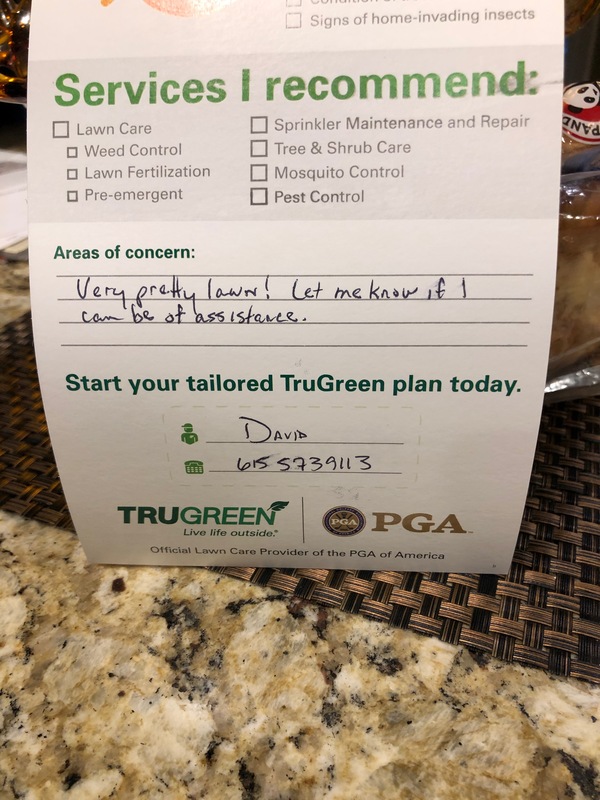 Signs of home-invading insects
Services I recommend:
Lawn Care
Weed Control
Lawn Fertilization
Pre-emergent
Sprinkler Maintenance and Repair
Tree & Shrub Care
Mosquito Control
Pest Control
Areas of concern:
Very pretty lawn! Let me know if I
can be of assistance.
Start your tailored TruGreen plan today.
David
615 5739113
TRUGREEN
Live life outside.®
PGA
PGA
Official Lawn Care Provider of the PGA of America
PAND